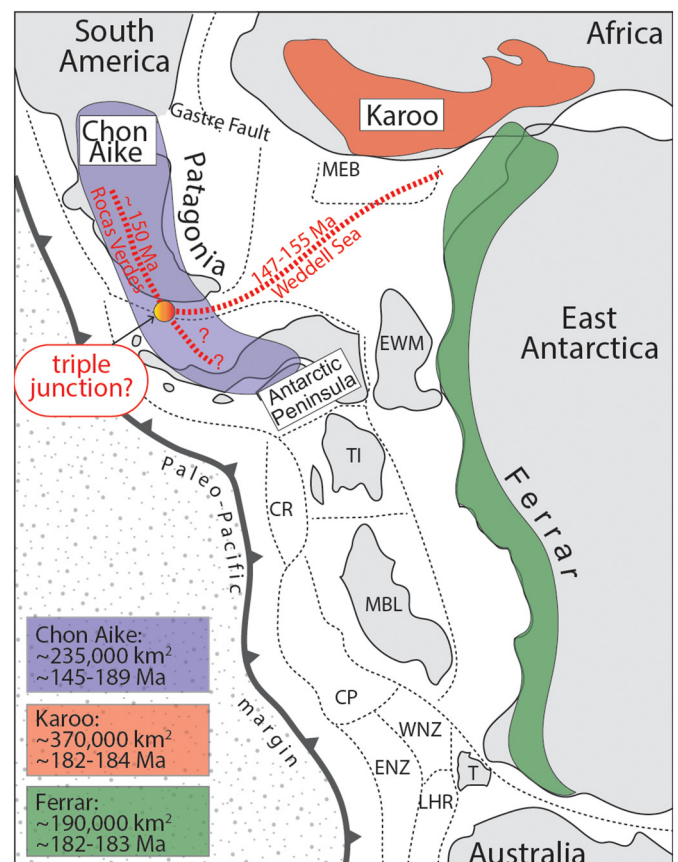 South
America
Africa
Gastre Fault
Karoo
Chon
Aike
Patagonia
MEB
~ 150 Ma
Rocas Verdes
147-155 Ma
Weddell Sea
?
?
triple
junction?
EWM
East
Antarctica
Antarctic
Peninsula
TI
Ferrar
Paleo-Pacific
margin
CR
MBL
CP
WNZ
ENZ
T
LHR
Australia
Chon Aike:
~235,000 km²
~145-189 Ma
Karoo:
~370,000 km²
~182-184 Ma
Ferrar:
~190,000 km²
~182-183 Ma